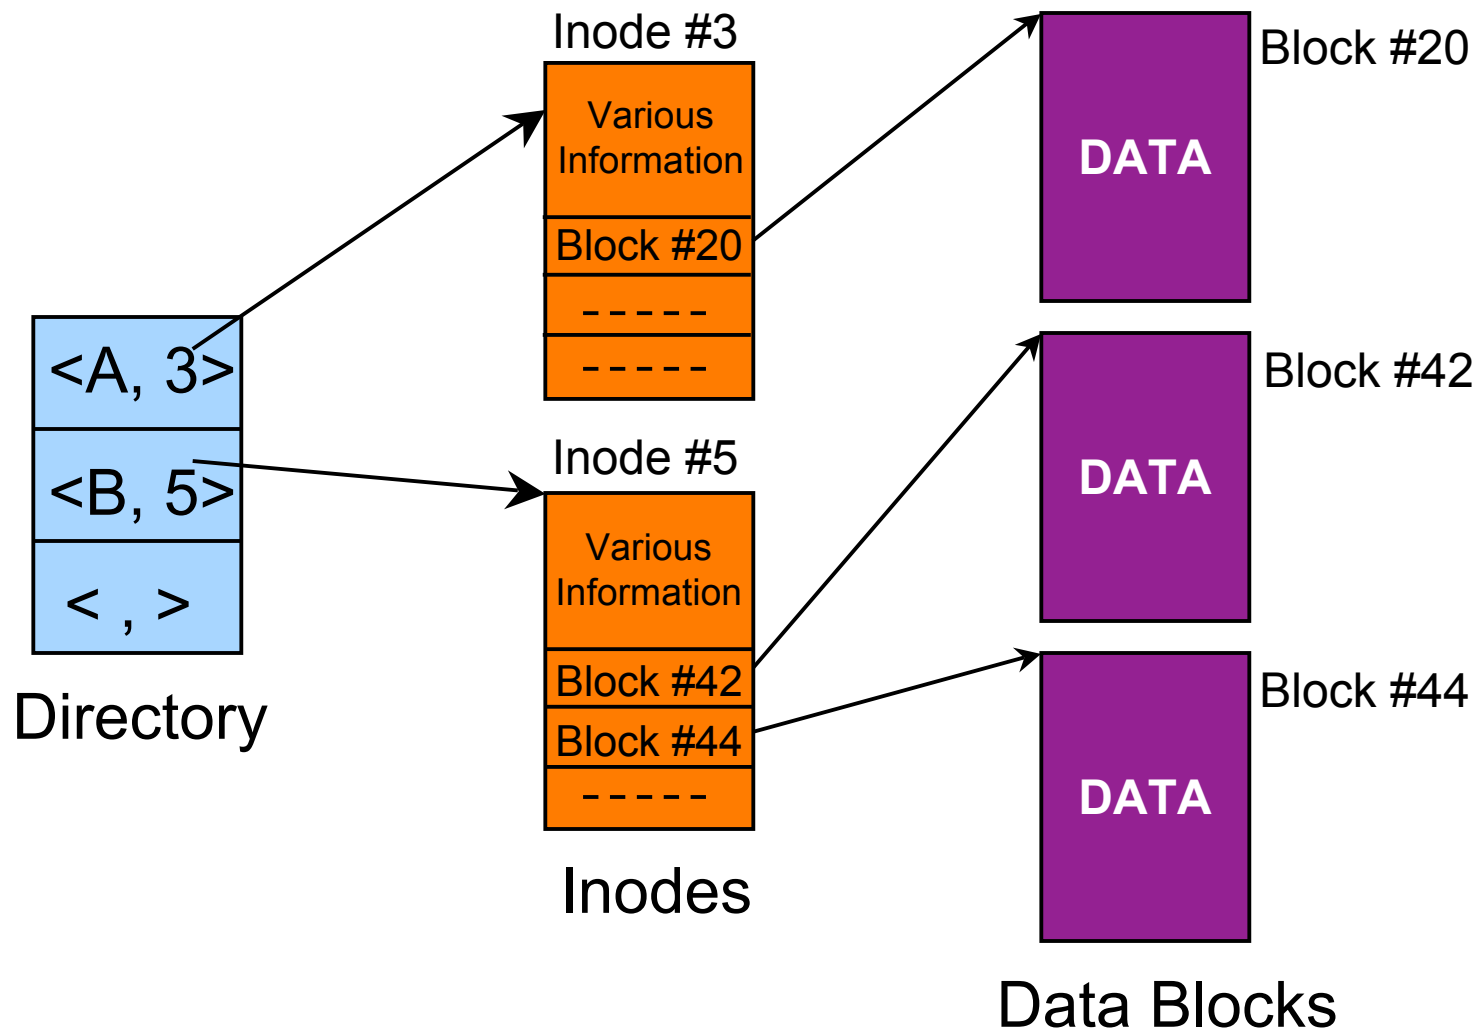 Inode #3
Various
Information
Block #20
-----
-----
Block #20
DATA
<A, 3>
<B, 5>
< , >
Directory
Inode #5
Various
Information
Block #42
Block #44
-----
Inodes
Block #42
DATA
Block #44
DATA
Data Blocks